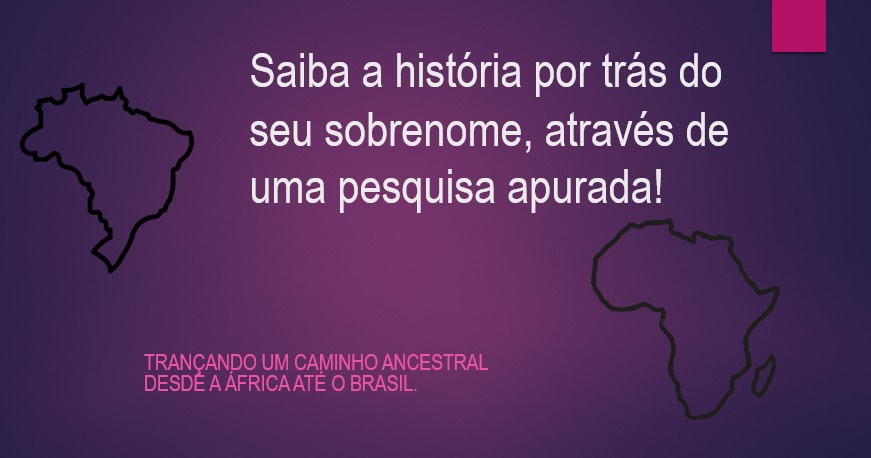 Saiba a história por trás do
seu sobrenome, através de
uma pesquisa apurada!
TRANÇANDO UM CAMINHO ANCESTRAL
DESDE A ÁFRICA ATÉ O BRASIL.